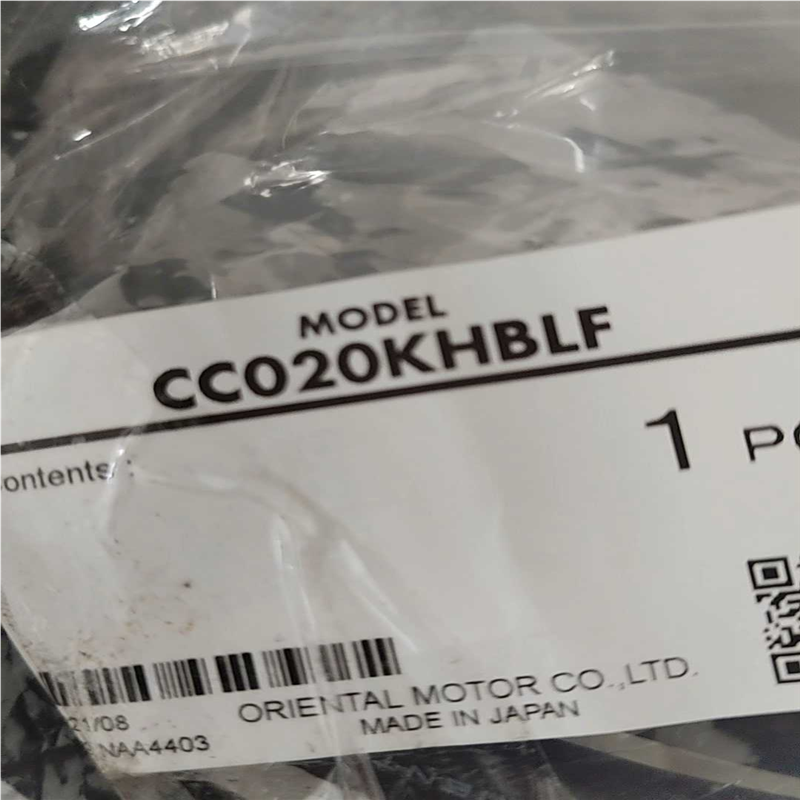 MODEL
CC020KHBLF
1
ontents :
21/08
ORIENTAL MOTOR CO.,LTD.
NAA4403
MADE IN JAPAN